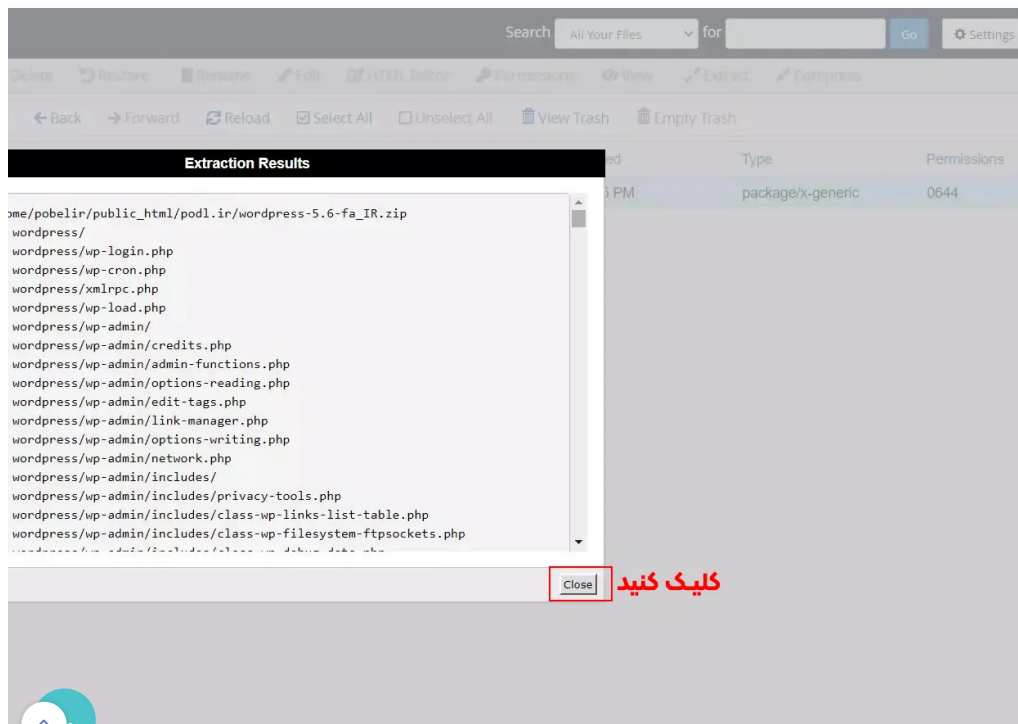 Search All Your Files for Go Settings
Delete Restore Rename Edit HTML Editor Permissions View Extract Compress
Back Forward Reload Select All Unselect All View Trash Empty Trash
Extraction Results
Type Permissions
PM package/x-generic 0644
ome/pobelir/public_html/podl.ir/wordpress-5.6-fa_IR.zip
wordpress/
wordpress/wp-login.php
wordpress/wp-cron.php
wordpress/xmlrpc.php
wordpress/wp-load.php
wordpress/wp-admin/
wordpress/wp-admin/credits.php
wordpress/wp-admin/admin-functions.php
wordpress/wp-admin/options-reading.php
wordpress/wp-admin/edit-tags.php
wordpress/wp-admin/link-manager.php
wordpress/wp-admin/options-writing.php
wordpress/wp-admin/network.php
wordpress/wp-admin/includes/
wordpress/wp-admin/includes/privacy-tools.php
wordpress/wp-admin/includes/class-wp-links-list-table.php
wordpress/wp-admin/includes/class-wp-filesystem-ftpsockets.php
Close
کلیک کنید